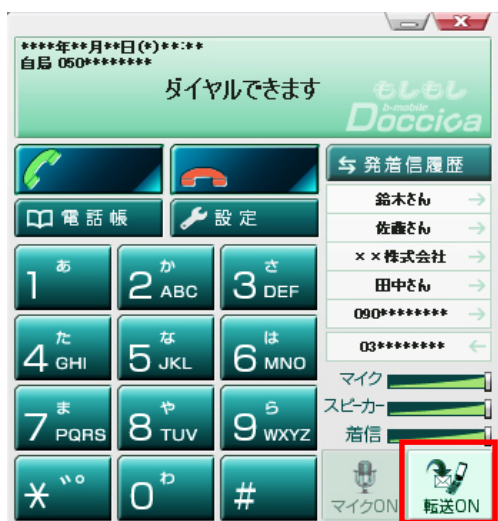 ****年**月**日(*)**:**
自局 050********
ダイヤルできます
もしもし
b-mobile
Doccica
発着信履歴
鈴木さん
佐藤さん
××株式会社
田中さん
090********
03********
電話帳
設定
1 あ
2 か ABC
3 さ DEF
4 た GHI
5 な JKL
6 は MNO
7 ま PQRS
8 や TUV
9 ら WXYZ
* ゛゜
0 わ
#
マイク
スピーカー
着信
マイクON
転送ON